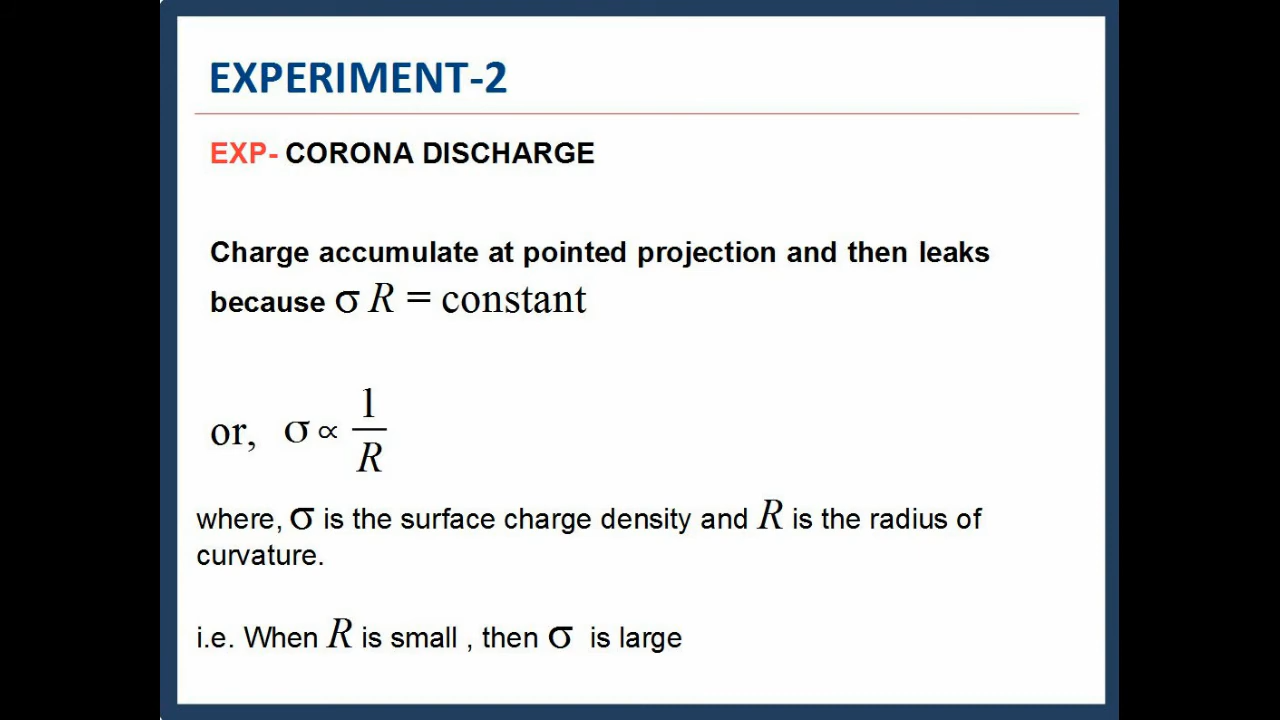 EXPERIMENT-2
EXP- CORONA DISCHARGE
Charge accumulate at pointed projection and then leaks
because σ R = constant
or, σ ∝ 1/R
where, σ is the surface charge density and R is the radius of
curvature.
i.e. When R is small , then σ is large